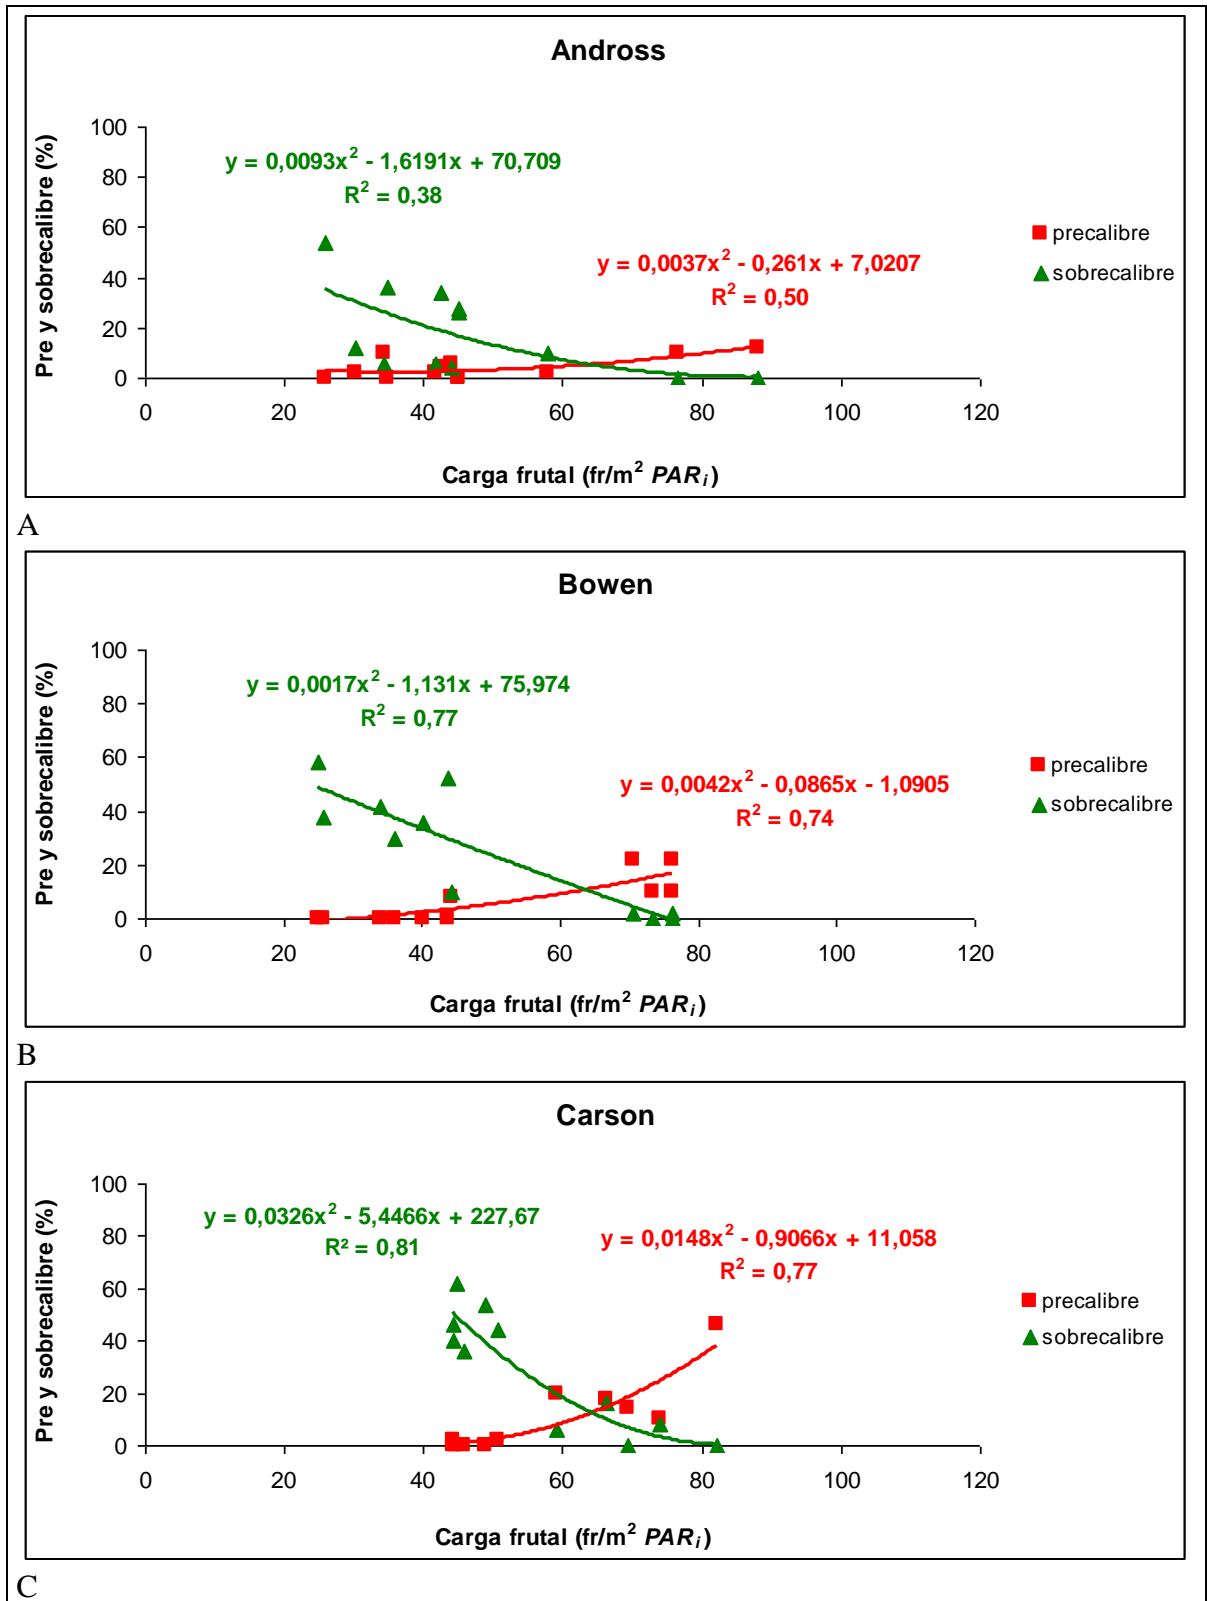 Andross
Pre y sobrecalibre (%)
100
80
60
40
20
0
y = 0,0093x² - 1,6191x + 70,709
R² = 0,38
y = 0,0037x² - 0,261x + 7,0207
R² = 0,50
precalibre
sobrecalibre
0 20 40 60 80 100 120
Carga frutal (fr/m² PARi)
A
Bowen
Pre y sobrecalibre (%)
100
80
60
40
20
0
y = 0,0017x² - 1,131x + 75,974
R² = 0,77
y = 0,0042x² - 0,0865x - 1,0905
R² = 0,74
precalibre
sobrecalibre
0 20 40 60 80 100 120
Carga frutal (fr/m² PARi)
B
Carson
Pre y sobrecalibre (%)
100
80
60
40
20
0
y = 0,0326x² - 5,4466x + 227,67
R² = 0,81
y = 0,0148x² - 0,9066x + 11,058
R² = 0,77
precalibre
sobrecalibre
0 20 40 60 80 100 120
Carga frutal (fr/m² PARi)
C